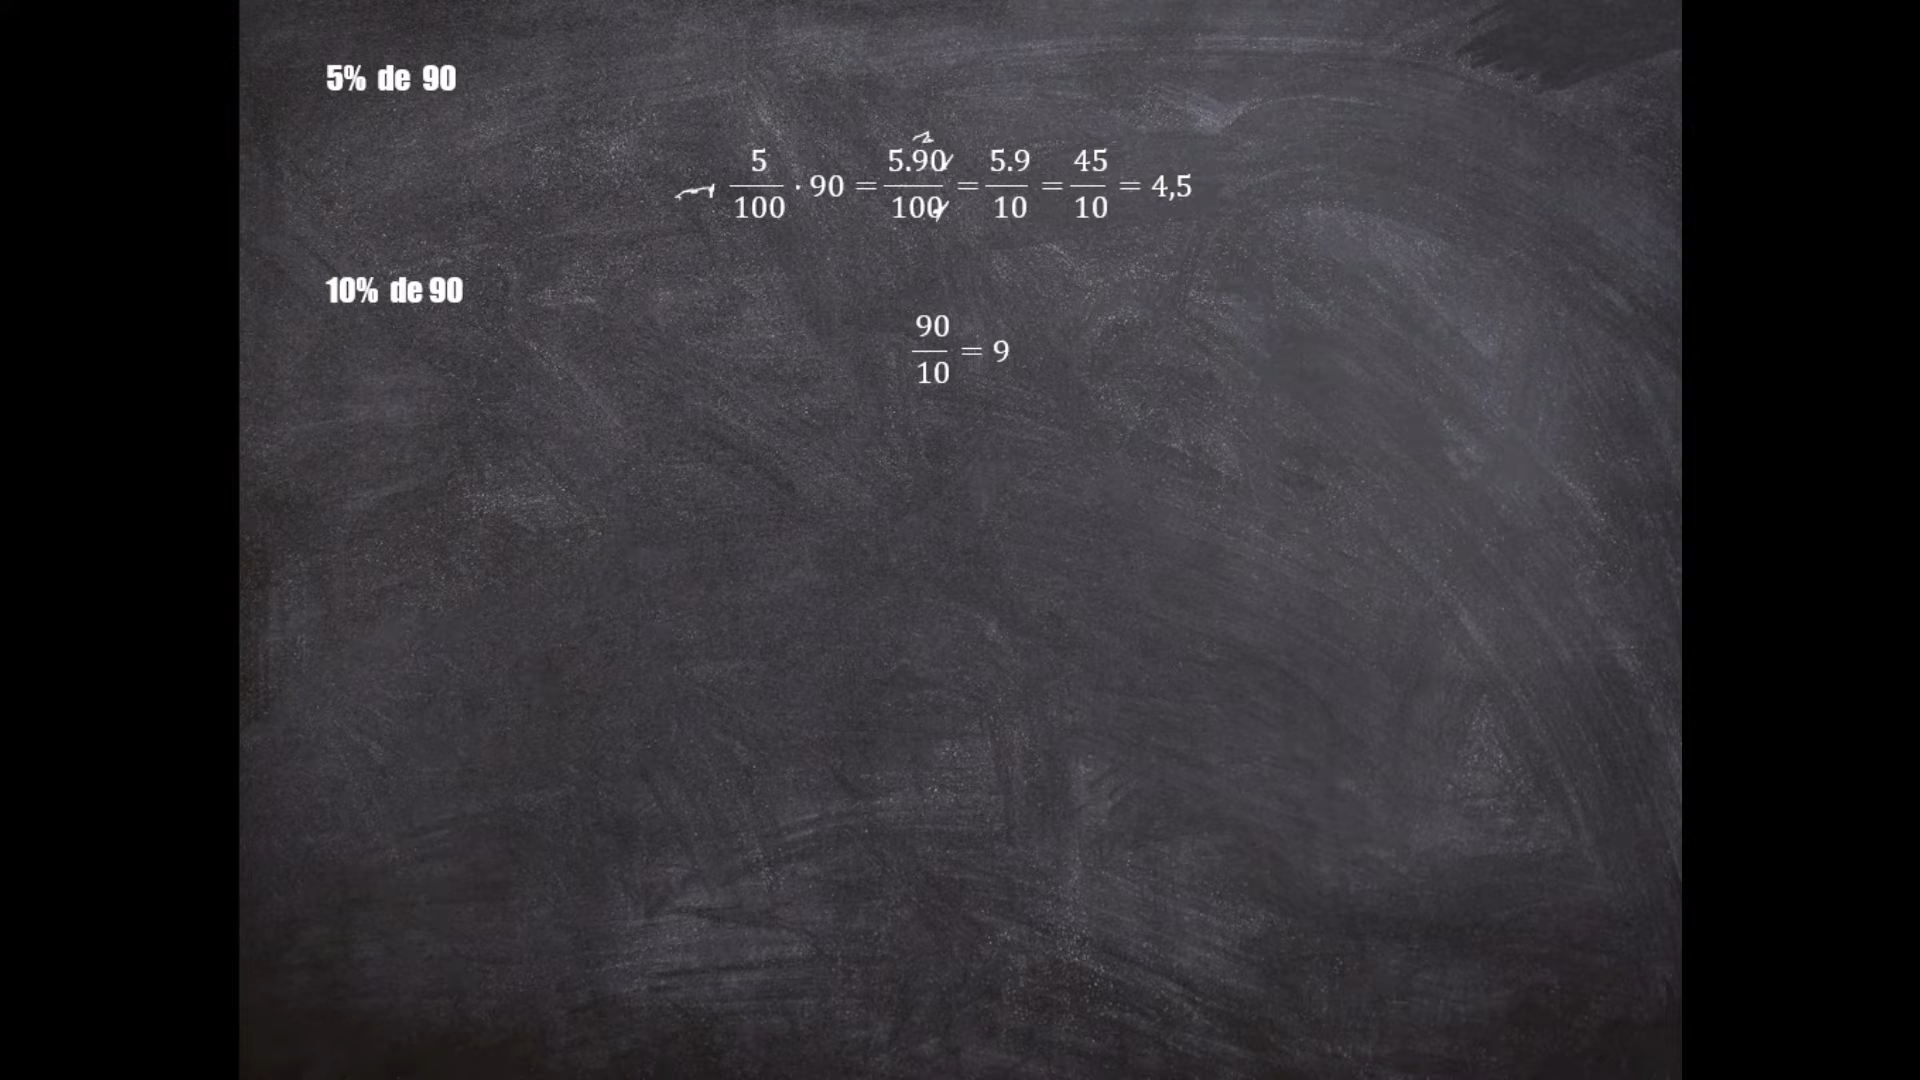 5% de 90
5/100 · 90 = 5.90/100 = 5.9/10 = 45/10 = 4,5
10% de 90
90/10 = 9